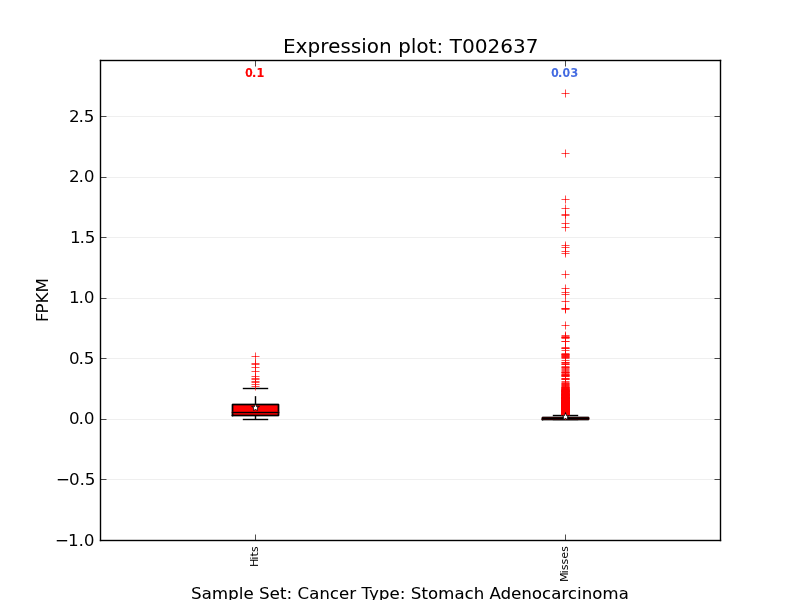 Expression plot: T002637
0.1
0.03
2.5
2.0
1.5
1.0
0.5
0.0
−0.5
−1.0
FPKM
Hits
Misses
Sample Set: Cancer Type: Stomach Adenocarcinoma